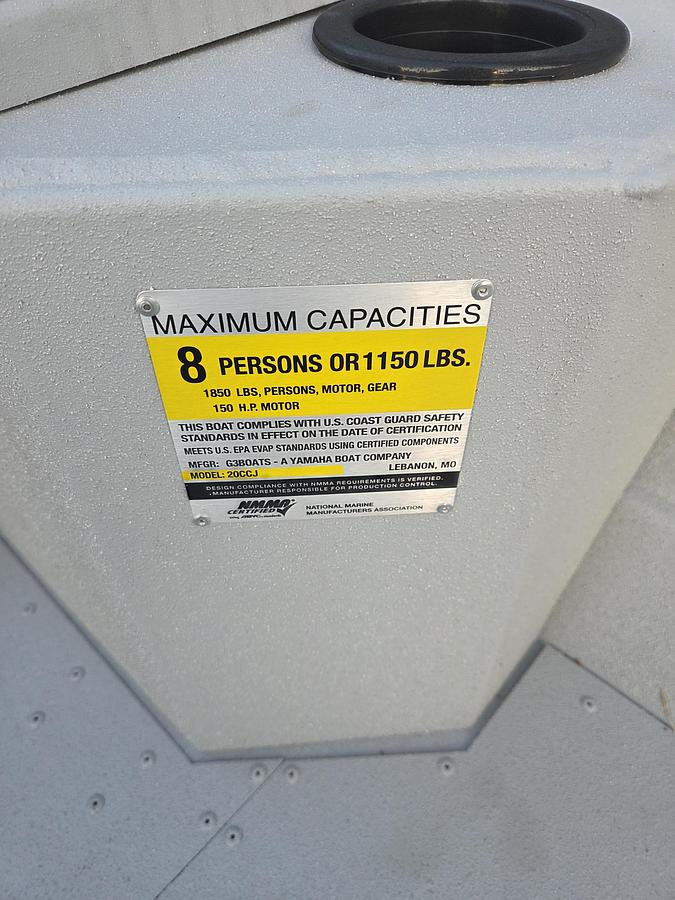 MAXIMUM CAPACITIES
8 PERSONS OR 1150 LBS.
1850 LBS, PERSONS, MOTOR, GEAR
150 H.P. MOTOR
THIS BOAT COMPLIES WITH U.S. COAST GUARD SAFETY
STANDARDS IN EFFECT ON THE DATE OF CERTIFICATION
MEETS U.S. EPA EVAP STANDARDS USING CERTIFIED COMPONENTS
MFGR: G3BOATS - A YAMAHA BOAT COMPANY
LEBANON, MO
MODEL: 20CCJ
DESIGN COMPLIANCE WITH NMMA REQUIREMENTS IS VERIFIED.
MANUFACTURER RESPONSIBLE FOR PRODUCTION CONTROL.
NMMA
CERTIFIED
NATIONAL MARINE
MANUFACTURERS ASSOCIATION